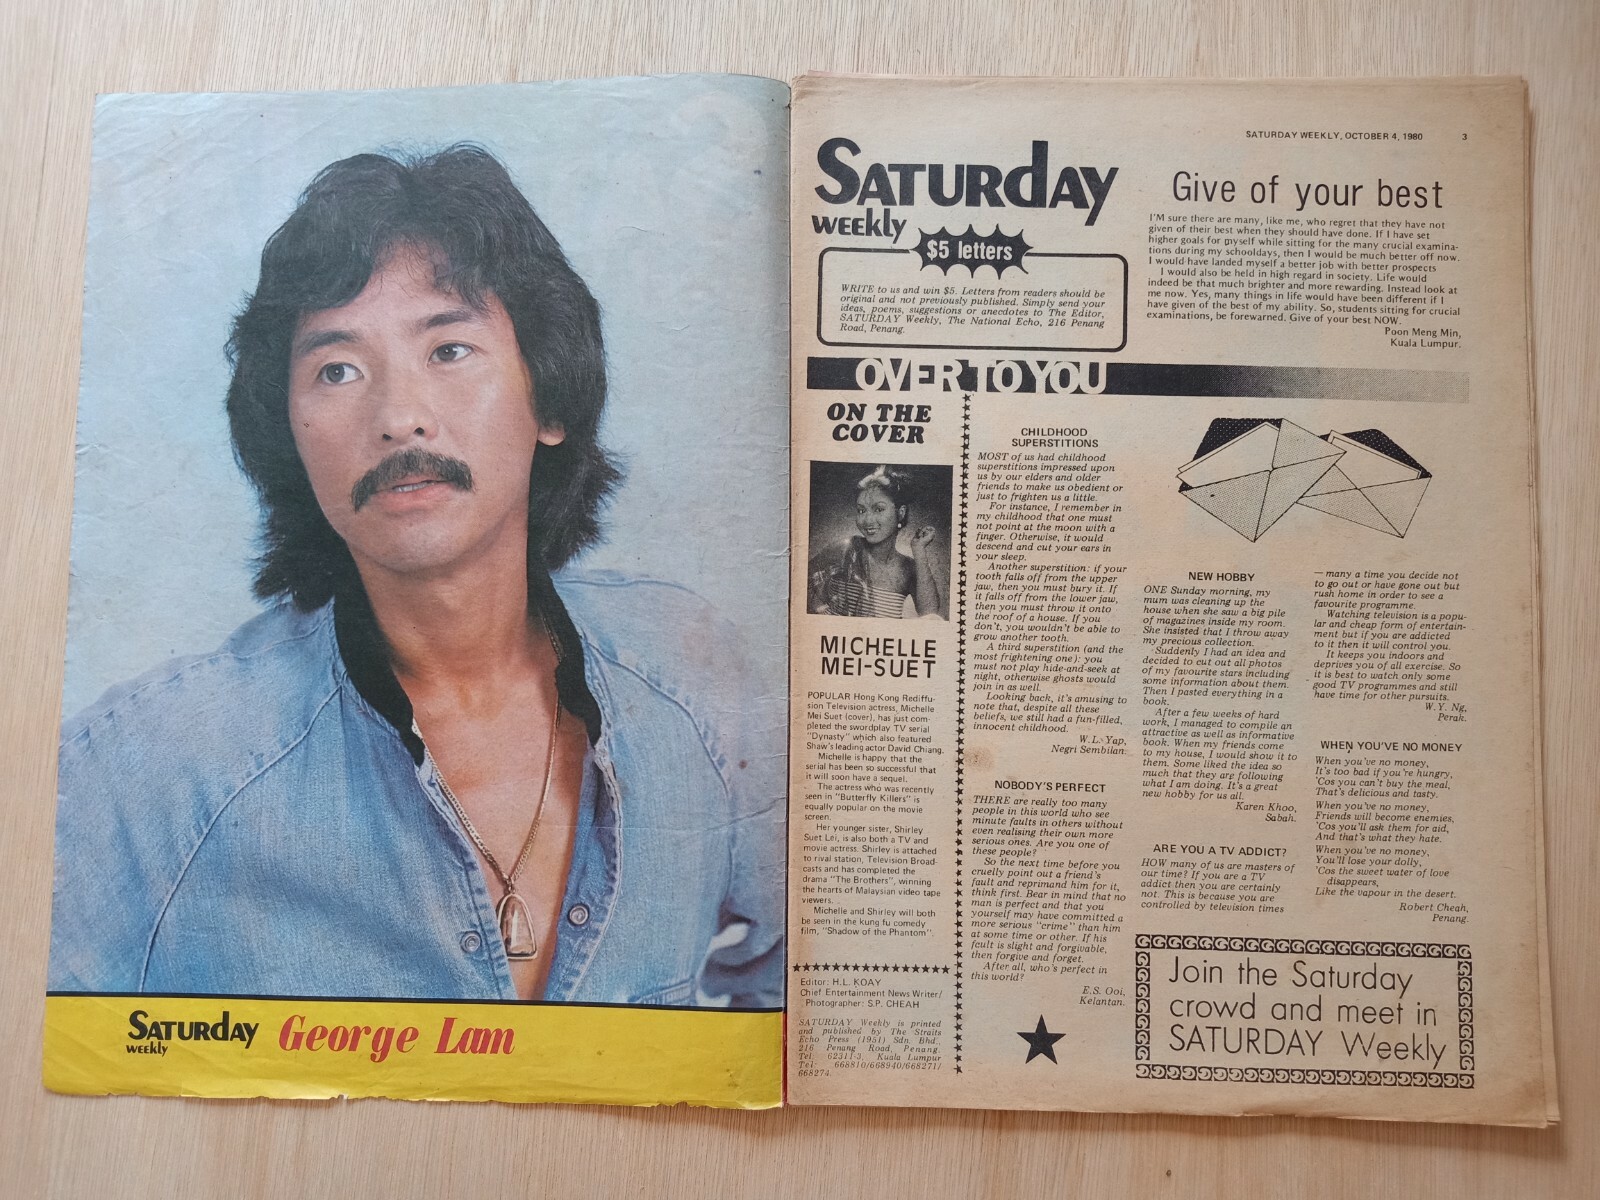 SATURDAY
WEEKLY
George Lam
SATURDAY WEEKLY, OCTOBER 4, 1980 3
SATURDAY
WEEKLY
$5 letters
WRITE to us and win $5. Letters from readers should be
original and not previously published. Simply send your
ideas, poems, suggestions or anecdotes to The Editor,
SATURDAY Weekly, The National Echo, 216 Penang
Road, Penang.
Give of your best
I'M sure there are many, like me, who regret that they have not
given of their best when they should have done. If I have set
higher goals for myself while sitting for the many crucial examina-
tions during my schooldays, then I would be much better off now.
I would have landed myself a better job with better prospects
I would also be held in high regard in society. Life would
indeed be that much brighter and more rewarding. Instead look at
me now. Yes, many things in life would have been different if I
have given of the best of my ability. So, students sitting for crucial
examinations, be forewarned. Give of your best NOW.
Poon Meng Min,
Kuala Lumpur.
OVER TO YOU
ON THE
COVER
MICHELLE
MEI-SUET
POPULAR Hong Kong Rediffu-
sion Television actress, Michelle
Mei Suet (cover), has just com-
pleted the swordplay TV serial
"Dynasty" which also featured
Shaw's leading actor David Chiang.
Michelle is happy that the
serial has been so successful that
it will soon have a sequel.
The actress who was recently
seen in "Butterfly Killers" is
equally popular on the movie
screen.
Her younger sister, Shirley
Suet Lei, is also both a TV and
movie actress. Shirley is attached
to rival station, Television Broad-
casts and has completed the
drama "The Brothers", winning
the hearts of Malaysian video tape
viewers.
Michelle and Shirley will both
be seen in the kung fu comedy
film, "Shadow of the Phantom".
Editor: H.L. KOAY
Chief Entertainment News Writer/
Photographer: S.P. CHEAH
SATURDAY Weekly is printed
and published by The Straits
Echo Press (1951) Sdn. Bhd.,
216 Penang Road, Penang.
Tel: 62311-3. Kuala Lumpur
Tel: 668810/668940/668271/
668274.
CHILDHOOD
SUPERSTITIONS
MOST of us had childhood
superstitions impressed upon
us by our elders and older
friends to make us obedient or
just to frighten us a little.
For instance, I remember in
my childhood that one must
not point at the moon with a
finger. Otherwise, it would
descend and cut your ears in
your sleep.
Another superstition: if your
tooth falls off from the upper
jaw, then you must bury it. If
it falls off from the lower jaw,
then you must throw it onto
the roof of a house. If you
don't, you wouldn't be able to
grow another tooth.
A third superstition (and the
most frightening one): you
must not play hide-and-seek at
night, otherwise ghosts would
join in as well.
Looking back, it's amusing to
note that, despite all these
beliefs, we still had a fun-filled,
innocent childhood.
W.L. Yap,
Negri Sembilan.
NOBODY'S PERFECT
THERE are really too many
people in this world who see
minute faults in others without
even realising their own more
serious ones. Are you one of
these people?
So the next time before you
cruelly point out a friend's
fault and reprimand him for it,
think first. Bear in mind that no
man is perfect and that you
yourself may have committed a
more serious "crime" than him
at some time or other. If his
fault is slight and forgivable,
then forgive and forget.
After all, who's perfect in
this world?
E.S. Ooi,
Kelantan.
NEW HOBBY
ONE Sunday morning, my
mum was cleaning up the
house when she saw a big pile
of magazines inside my room.
She insisted that I throw away
my precious collection.
Suddenly I had an idea and
decided to cut out all photos
of my favourite stars including
some information about them.
Then I pasted everything in a
book.
After a few weeks of hard
work, I managed to compile an
attractive as well as informative
book. When my friends come
to my house, I would show it to
them. Some liked the idea so
much that they are following
what I am doing. It's a great
new hobby for us all.
Karen Khoo,
Sabah.
ARE YOU A TV ADDICT?
HOW many of us are masters of
our time? If you are a TV
addict then you are certainly
not. This is because you are
controlled by television times
— many a time you decide not
to go out or have gone out but
rush home in order to see a
favourite programme.
Watching television is a popu-
lar and cheap form of entertain-
ment but if you are addicted
to it then it will control you.
It keeps you indoors and
deprives you of all exercise. So
it is best to watch only some
good TV programmes and still
have time for other pursuits.
W.Y. Ng,
Perak.
WHEN YOU'VE NO MONEY
When you've no money,
It's too bad if you're hungry,
'Cos you can't buy the meal,
That's delicious and tasty.
When you've no money,
Friends will become enemies,
'Cos you'll ask them for aid,
And that's what they hate.
When you've no money,
You'll lose your dolly,
'Cos the sweet water of love
disappears,
Like the vapour in the desert.
Robert Cheah,
Penang.
Join the Saturday
crowd and meet in
SATURDAY Weekly